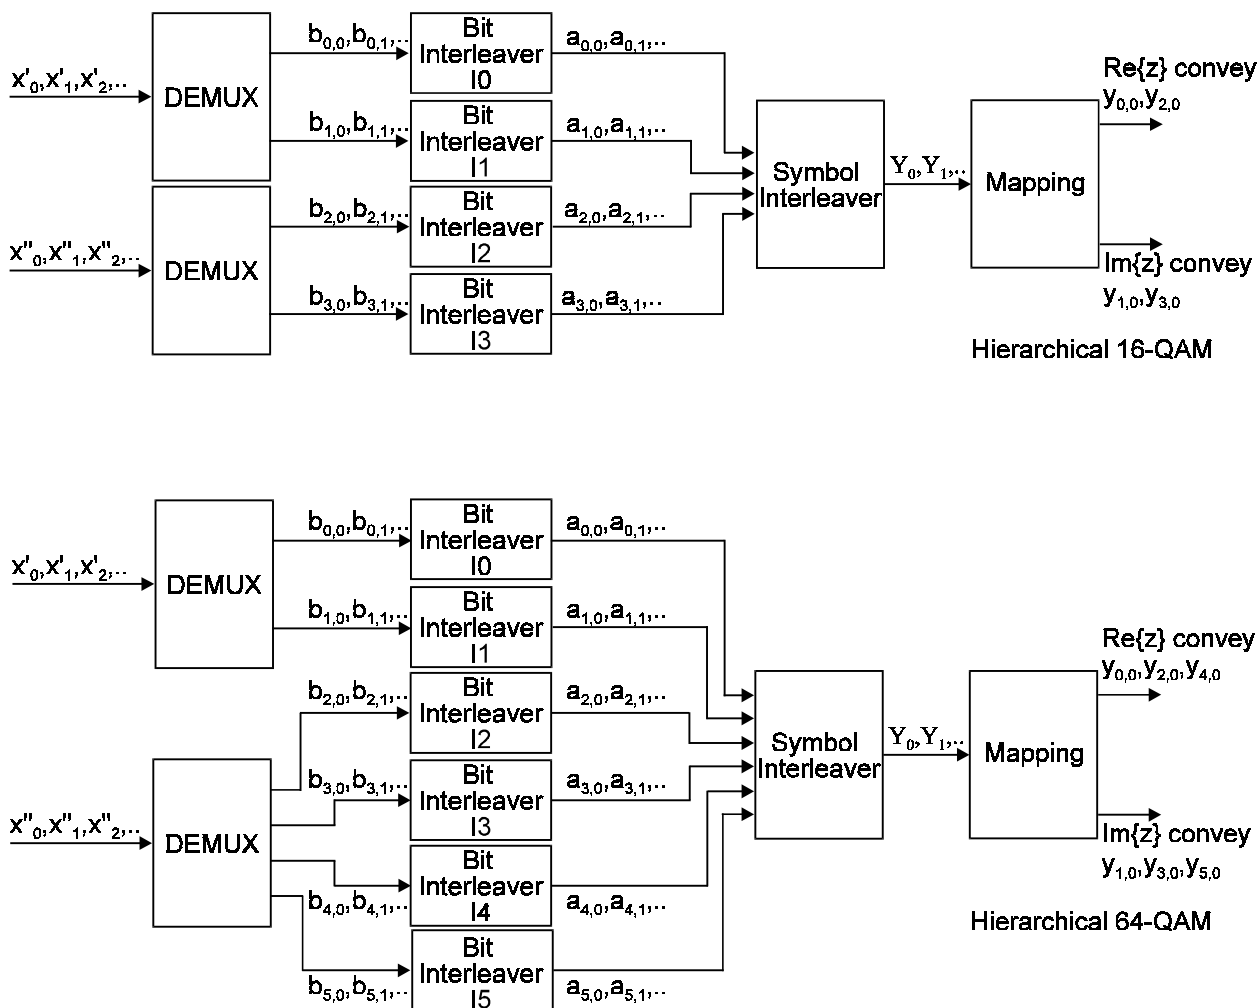 x'0,x'1,x'2,..
DEMUX
b0,0,b0,1,..
Bit
Interleaver
I0
a0,0,a0,1,..
b1,0,b1,1,..
Bit
Interleaver
I1
a1,0,a1,1,..
x"0,x"1,x"2,..
DEMUX
b2,0,b2,1,..
Bit
Interleaver
I2
a2,0,a2,1,..
b3,0,b3,1,..
Bit
Interleaver
I3
a3,0,a3,1,..
Symbol
Interleaver
Y0,Y1,..
Mapping
Re{z} convey
y0,0,y2,0
Im{z} convey
y1,0,y3,0
Hierarchical 16-QAM
x'0,x'1,x'2,..
DEMUX
b0,0,b0,1,..
Bit
Interleaver
I0
a0,0,a0,1,..
b1,0,b1,1,..
Bit
Interleaver
I1
a1,0,a1,1,..
x"0,x"1,x"2,..
DEMUX
b2,0,b2,1,..
Bit
Interleaver
I2
a2,0,a2,1,..
b3,0,b3,1,..
Bit
Interleaver
I3
a3,0,a3,1,..
b4,0,b4,1,..
Bit
Interleaver
I4
a4,0,a4,1,..
b5,0,b5,1,..
Bit
Interleaver
I5
a5,0,a5,1,..
Symbol
Interleaver
Y0,Y1,..
Mapping
Re{z} convey
y0,0,y2,0,y4,0
Im{z} convey
y1,0,y3,0,y5,0
Hierarchical 64-QAM